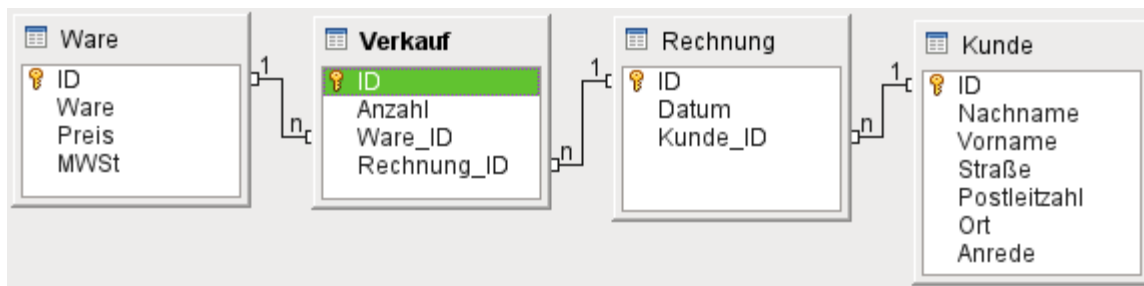 Ware
ID
Ware
Preis
MWSt
1
n
Verkauf
ID
Anzahl
Ware_ID
Rechnung_ID
1
n
Rechnung
ID
Datum
Kunde_ID
1
n
Kunde
ID
Nachname
Vorname
Straße
Postleitzahl
Ort
Anrede